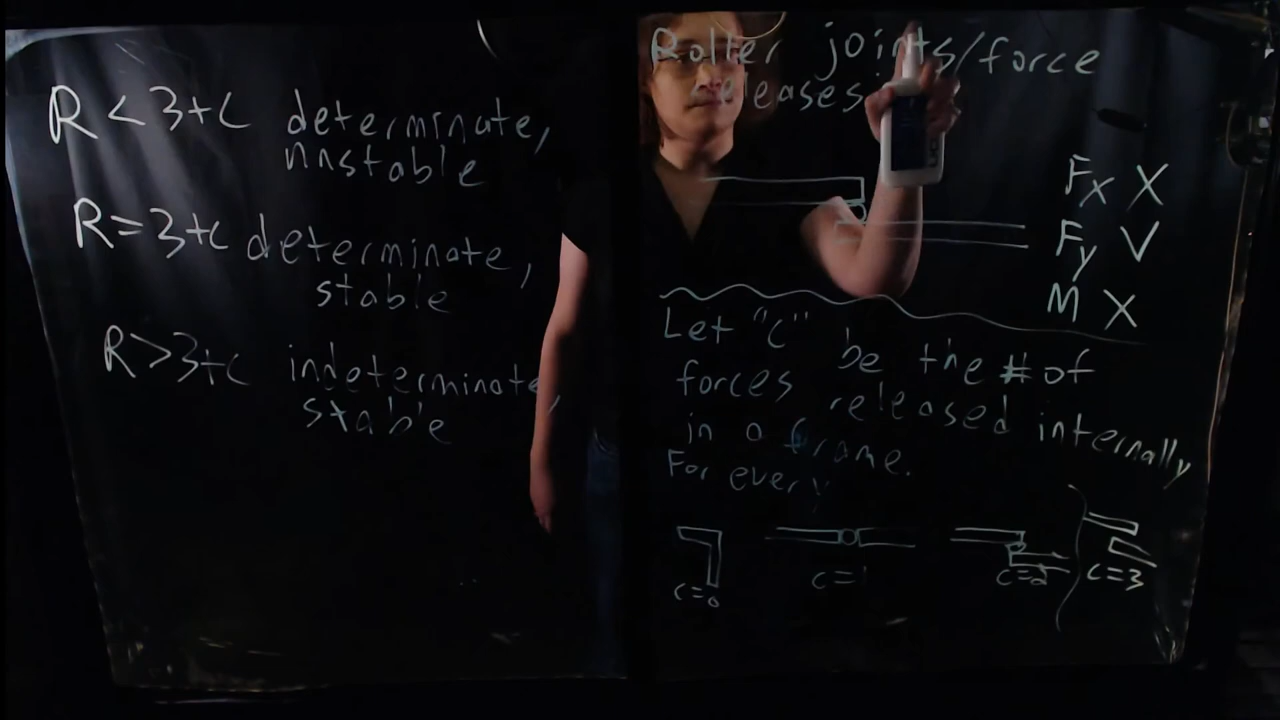 R < 3+C determinate,
unstable
R = 3+C determinate,
stable
R > 3+C indeterminate,
stable
Roller joints/force
releases:
Fx X
Fy V
M X
Let "C" be the # of
forces released internally
in a frame.
For every
C=0
C=1
C=2
C=3